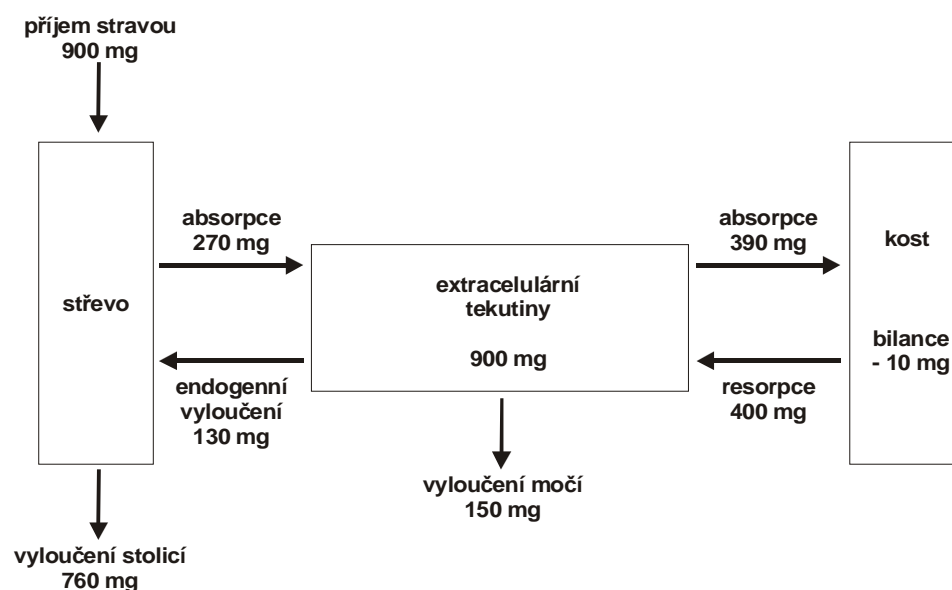 příjem stravou
900 mg
absorpce
270 mg
absorpce
390 mg
kost
střevo
extracelulární
tekutiny
900 mg
bilance
- 10 mg
endogenní
vyloučení
130 mg
resorpce
400 mg
vyloučení močí
150 mg
vyloučení stolicí
760 mg